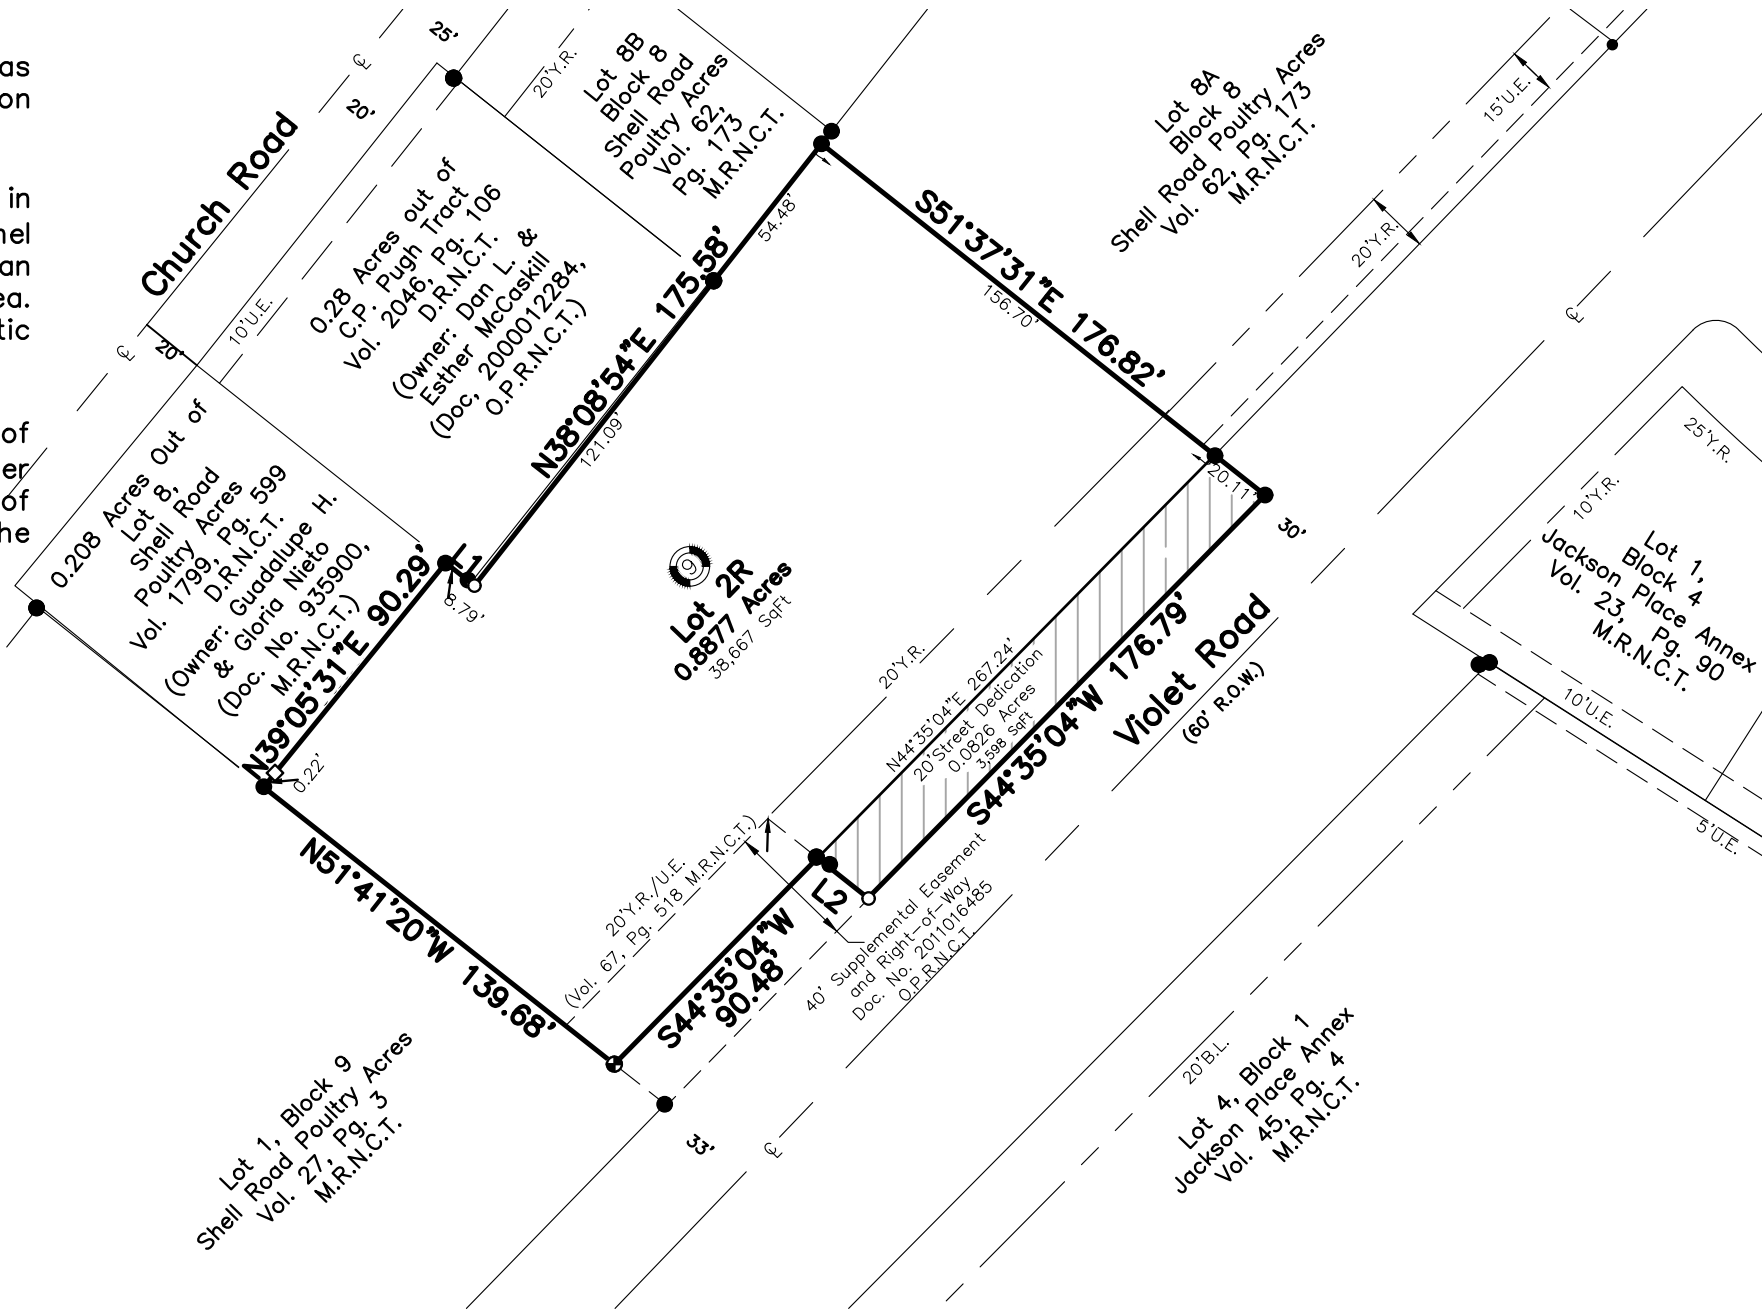 as
on
in
nel
an
ea.
tic
of
er
of
he
25'
℄
20'
Church Road
20'Y.R.
Lot 8B
Block 8
Shell Road
Poultry Acres
Vol. 62,
Pg. 173
M.R.N.C.T.
Lot 8A
Block 8
Shell Road Poultry Acres
Vol. 62, Pg. 173
M.R.N.C.T.
15'U.E.
20'Y.R.
℄
℄
20'
10'U.E.
0.28 Acres out of
C.P. Pugh Tract
Vol. 2046, Pg. 106
D.R.N.C.T.
(Owner: Dan L. &
Esther McCaskill
(Doc, 2000012284,
O.P.R.N.C.T.)
54.48'
N38°08'54"E 175.58'
121.09'
S51°37'31"E 176.82'
156.70'
20.11'
30'
0.208 Acres Out of
Lot 8,
Shell Road
Poultry Acres
Vol. 1799, Pg. 599
D.R.N.C.T.
(Owner: Guadalupe H.
& Gloria Nieto
(Doc. No. 935900,
M.R.N.C.T.)
N39°05'31"E 90.29'
L1
8.79'
0.22'
9
Lot 2R
0.8877 Acres
38,667 SqFt
25'Y.R.
10'Y.R.
Lot 1,
Block 4
Jackson Place Annex
Vol. 23, Pg. 90
M.R.N.C.T.
10'U.E.
5'U.E.
20'Y.R.
N44°35'04"E 267.24'
20'Street Dedication
0.0826 Acres
3,598 SqFt
S44°35'04"W 176.79'
Violet Road
(60' R.O.W.)
N51°41'20"W 139.68'
20'Y.R./U.E.
(Vol. 67, Pg. 518 M.R.N.C.T.)
L2
S44°35'04"W
90.48'
40' Supplemental Easement
and Right-of-Way
Doc. No. 2011016485
O.P.R.N.C.T.
33'
℄
20'B.L.
Lot 1, Block 9
Shell Road Poultry Acres
Vol. 27, Pg. 3
M.R.N.C.T.
Lot 4, Block 1
Jackson Place Annex
Vol. 45, Pg. 4
M.R.N.C.T.